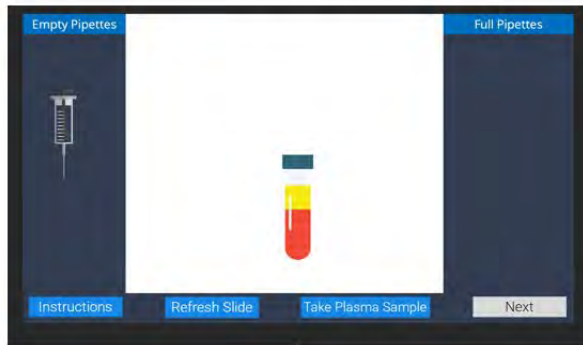 Empty Pipettes
Full Pipettes
Instructions
Refresh Slide
Take Plasma Sample
Next